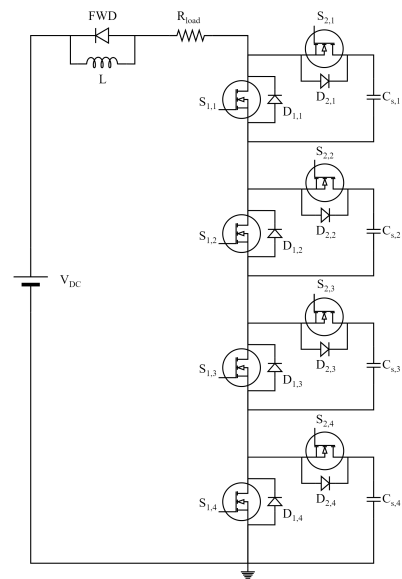 FWD
R_load
L
V_DC
S_2,1
D_2,1
S_1,1
D_1,1
C_s,1
S_2,2
D_2,2
S_1,2
D_1,2
C_s,2
S_2,3
D_2,3
S_1,3
D_1,3
C_s,3
S_2,4
D_2,4
S_1,4
D_1,4
C_s,4